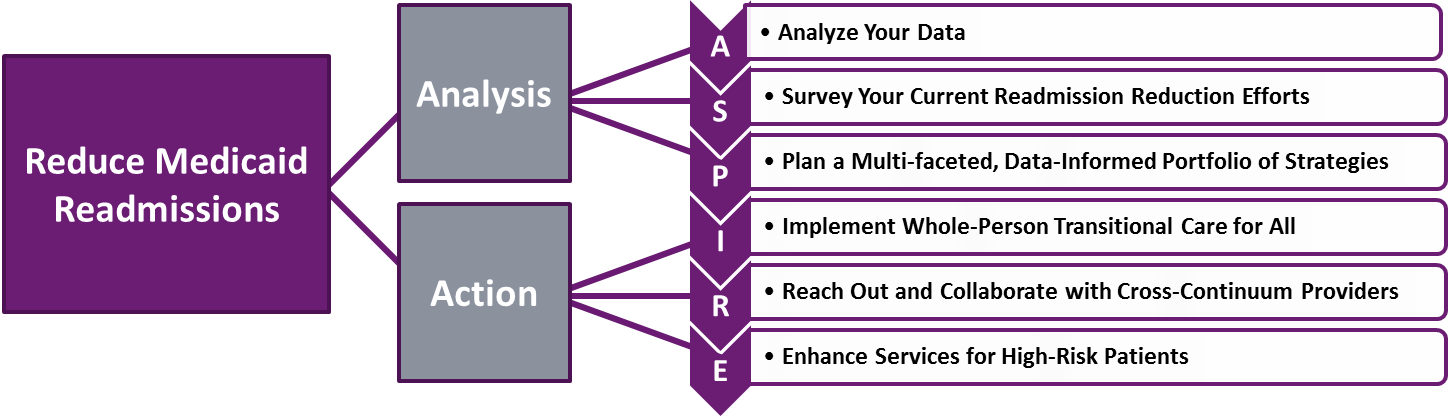 Reduce Medicaid
Readmissions
Analysis
Action
A
• Analyze Your Data
S
• Survey Your Current Readmission Reduction Efforts
P
• Plan a Multi-faceted, Data-Informed Portfolio of Strategies
I
• Implement Whole-Person Transitional Care for All
R
• Reach Out and Collaborate with Cross-Continuum Providers
E
• Enhance Services for High-Risk Patients